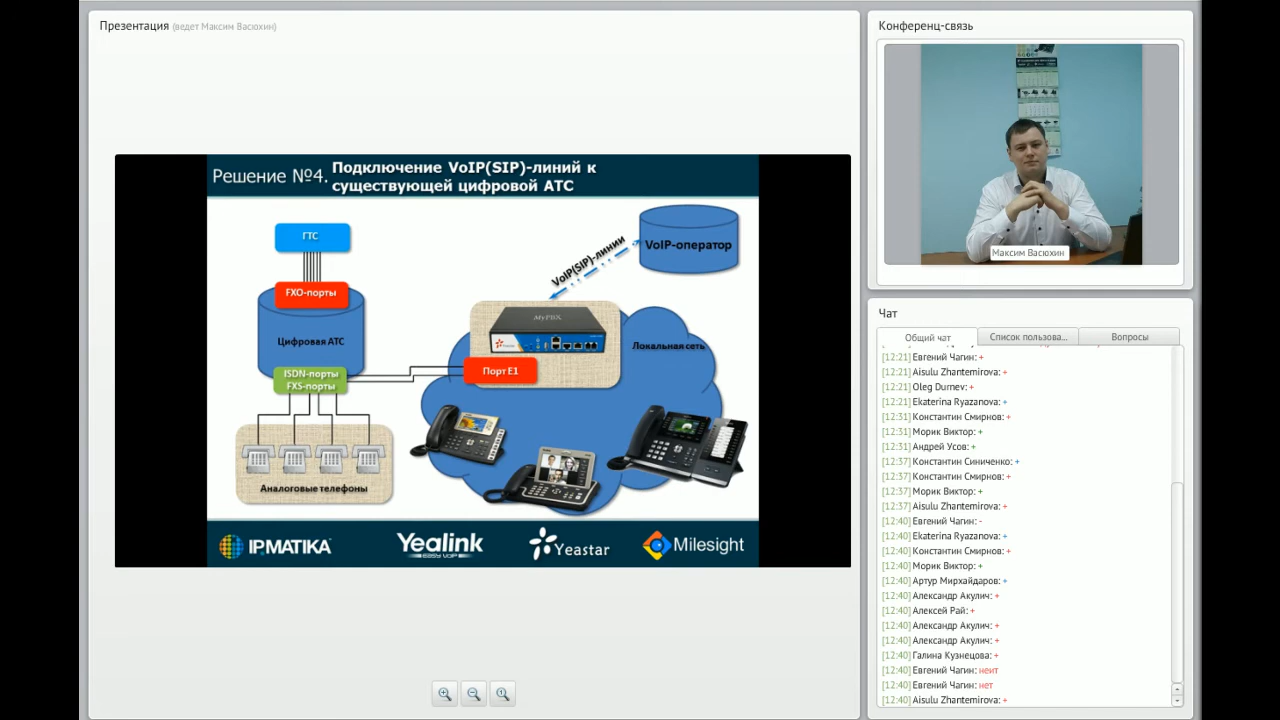 Презентация (ведет Максим Васюхин)
Решение №4. Подключение VoIP(SIP)-линий к
существующей цифровой АТС
ГТС
FXO-порты
Цифровая АТС
ISDN-порты
FXS-порты
Аналоговые телефоны
VoIP(SIP)-линии
VoIP-оператор
MyPBX
Порт E1
Локальная сеть
IPMATIKA
Yealink
EASY VOIP
Yeastar
Milesight
Конференц-связь
Максим Васюхин
Чат
Общий чат
Список пользова...
Вопросы
[12:21] Евгений Чагин: +
[12:21] Aisulu Zhantemirova: +
[12:21] Oleg Durnev: +
[12:21] Ekaterina Ryazanova: +
[12:31] Константин Смирнов: +
[12:31] Морик Виктор: +
[12:31] Андрей Усов: +
[12:37] Константин Синиченко: +
[12:37] Константин Смирнов: +
[12:37] Морик Виктор: +
[12:37] Aisulu Zhantemirova: +
[12:40] Евгений Чагин: -
[12:40] Ekaterina Ryazanova: +
[12:40] Константин Смирнов: +
[12:40] Морик Виктор: +
[12:40] Артур Мирхайдаров: +
[12:40] Александр Акулич: +
[12:40] Алексей Рай: +
[12:40] Александр Акулич: +
[12:40] Александр Акулич: +
[12:40] Галина Кузнецова: +
[12:40] Евгений Чагин: неит
[12:40] Евгений Чагин: нет
[12:40] Aisulu Zhantemirova: +